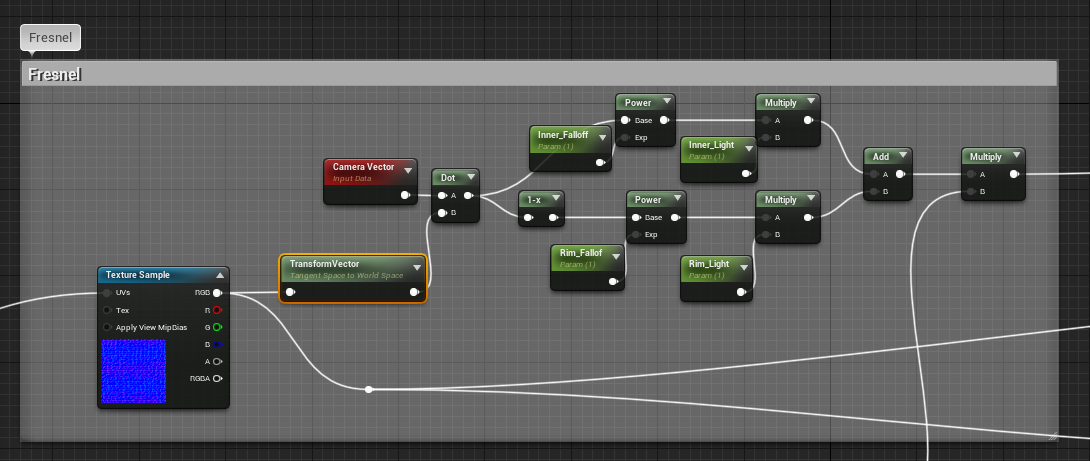 Fresnel
Fresnel
Power
Base
Exp
Multiply
A
B
Inner_Falloff
Param (1)
Inner_Light
Param (1)
Camera Vector
Input Data
Dot
A
B
Add
A
B
Multiply
A
B
1-x
Power
Base
Exp
Multiply
A
B
Rim_Fallof
Param (1)
Rim_Light
Param (1)
TransformVector
Tangent Space to World Space
Texture Sample
UVs RGB
Tex R
Apply View MipBias G
B
A
RGBA